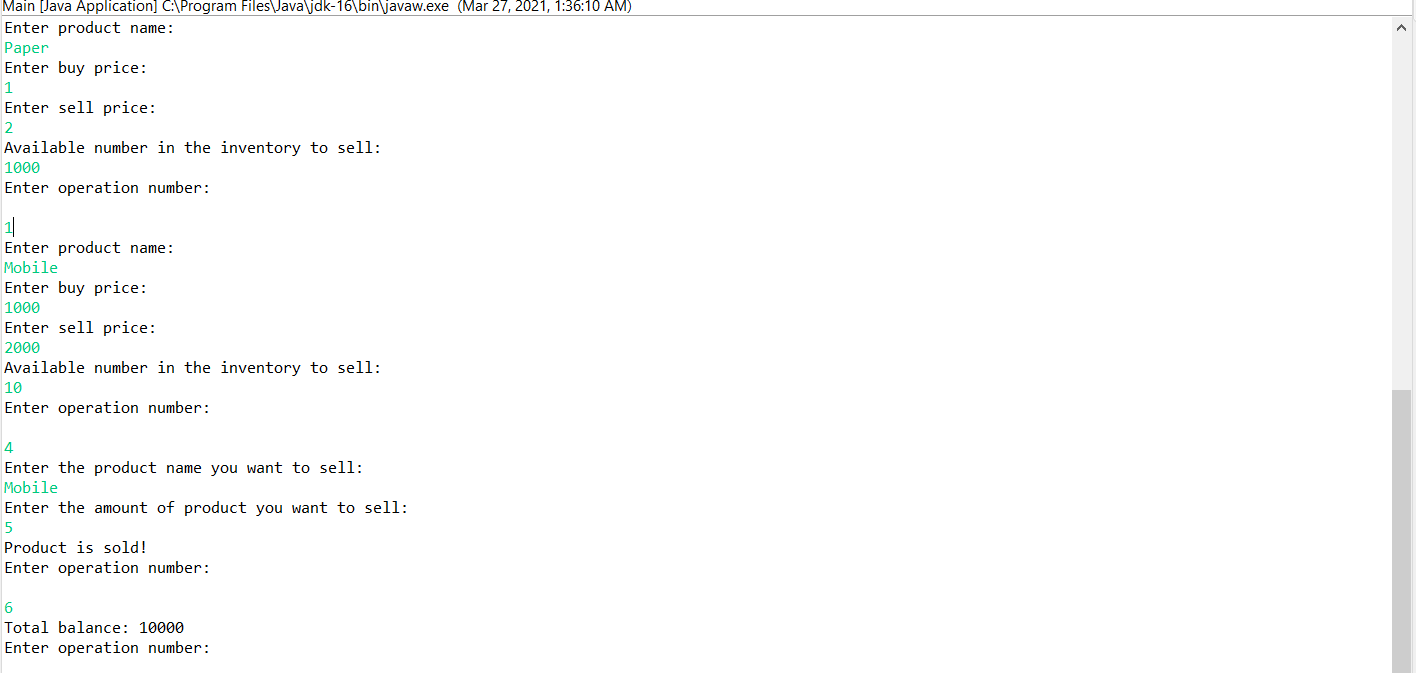 Main [Java Application] C:\Program Files\Java\jdk-16\bin\javaw.exe (Mar 27, 2021, 1:36:10 AM)
Enter product name:
Paper
Enter buy price:
1
Enter sell price:
2
Available number in the inventory to sell:
1000
Enter operation number:
1
Enter product name:
Mobile
Enter buy price:
1000
Enter sell price:
2000
Available number in the inventory to sell:
10
Enter operation number:
4
Enter the product name you want to sell:
Mobile
Enter the amount of product you want to sell:
5
Product is sold!
Enter operation number:
6
Total balance: 10000
Enter operation number: